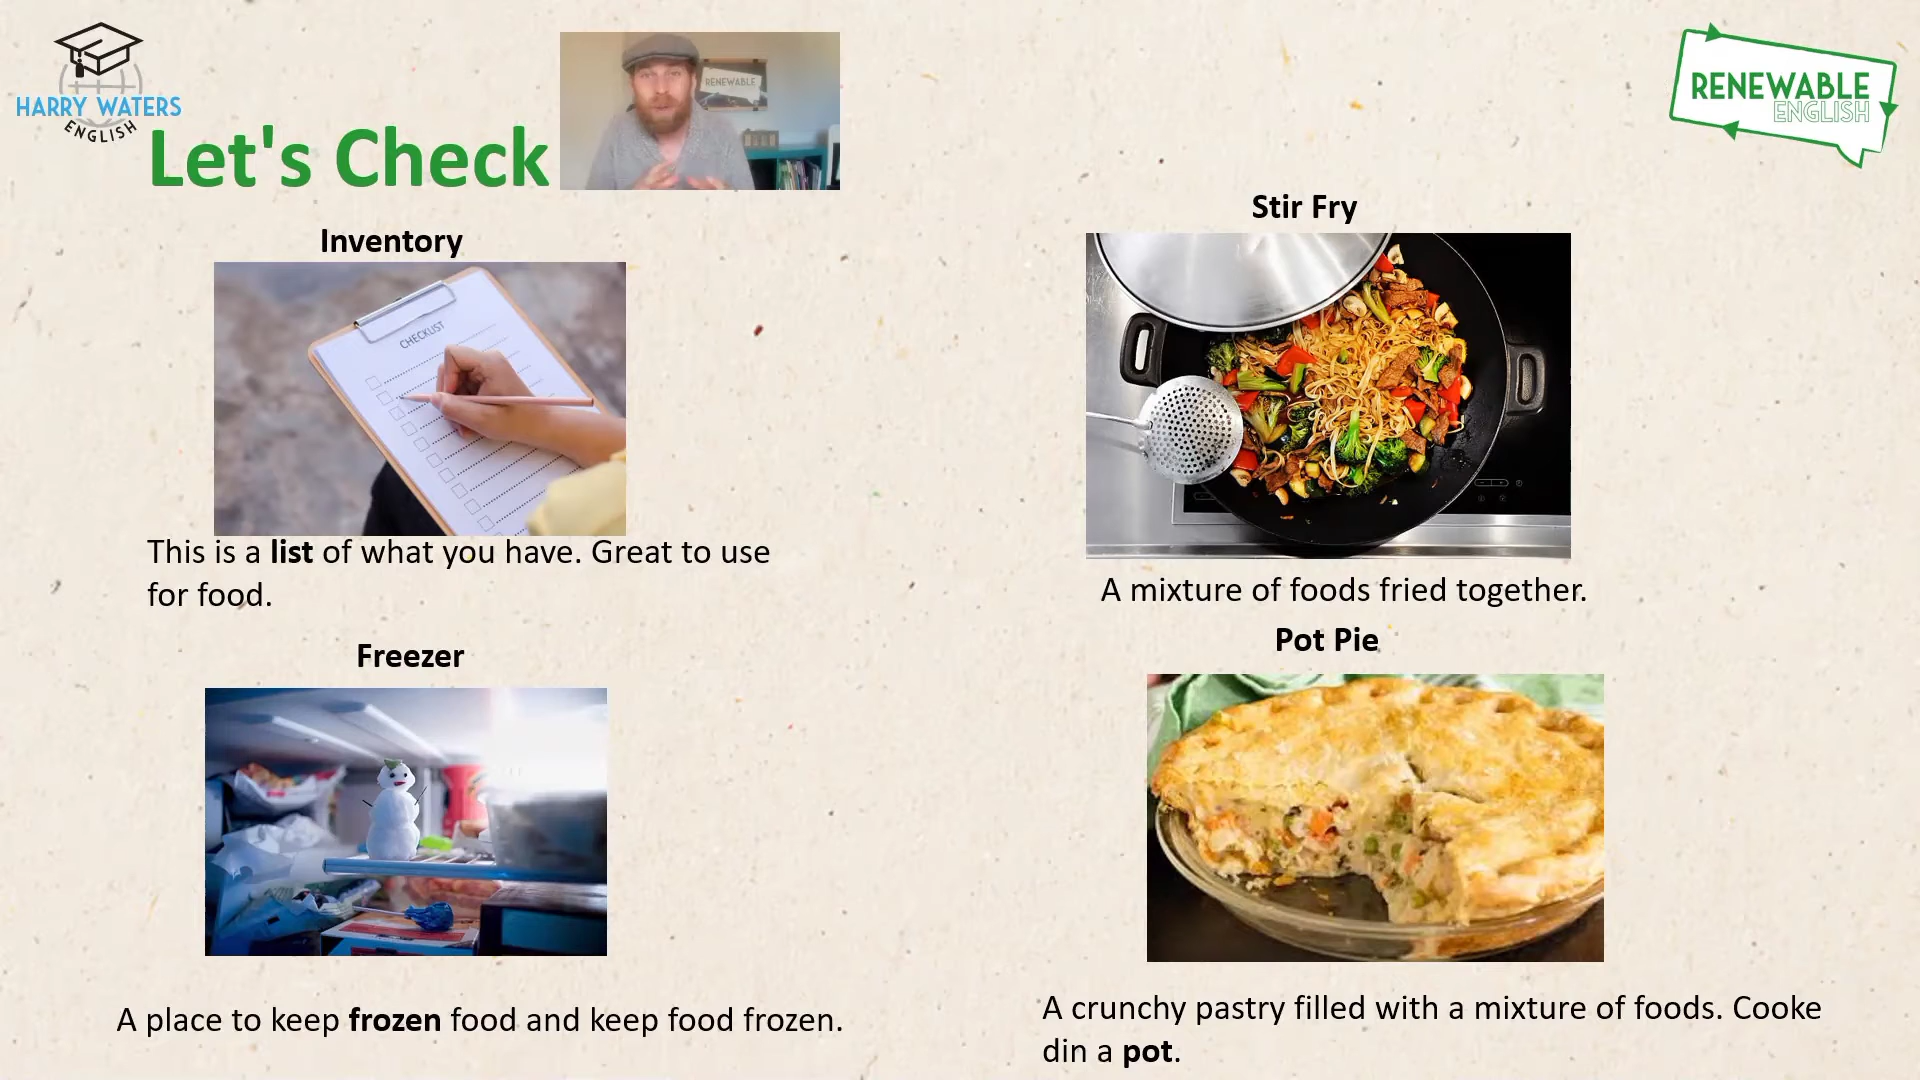 HARRY WATERS
ENGLISH
Let's Check
RENEWABLE
RENEWABLE
ENGLISH
Inventory
CHECKLIST
This is a list of what you have. Great to use
for food.
Stir Fry
A mixture of foods fried together.
Freezer
A place to keep frozen food and keep food frozen.
Pot Pie
A crunchy pastry filled with a mixture of foods. Cooke
din a pot.